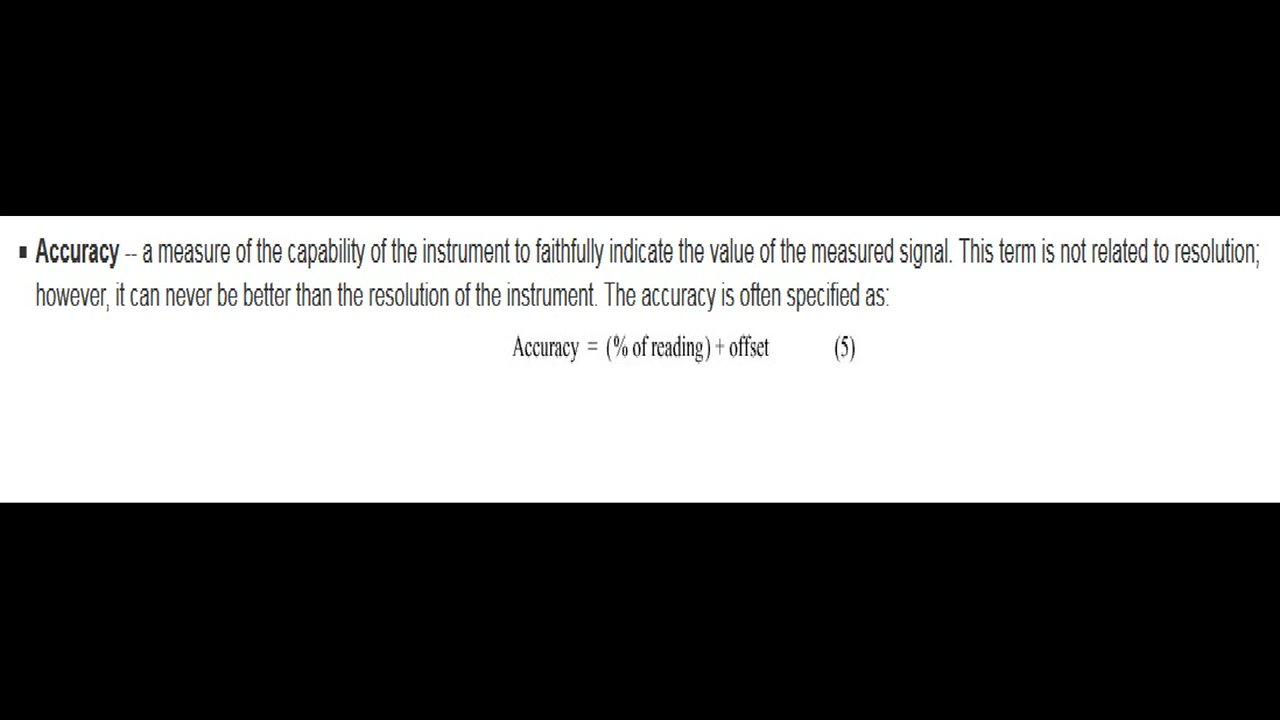 ▪ Accuracy -- a measure of the capability of the instrument to faithfully indicate the value of the measured signal. This term is not related to resolution;
however, it can never be better than the resolution of the instrument. The accuracy is often specified as:
Accuracy = (% of reading) + offset (5)